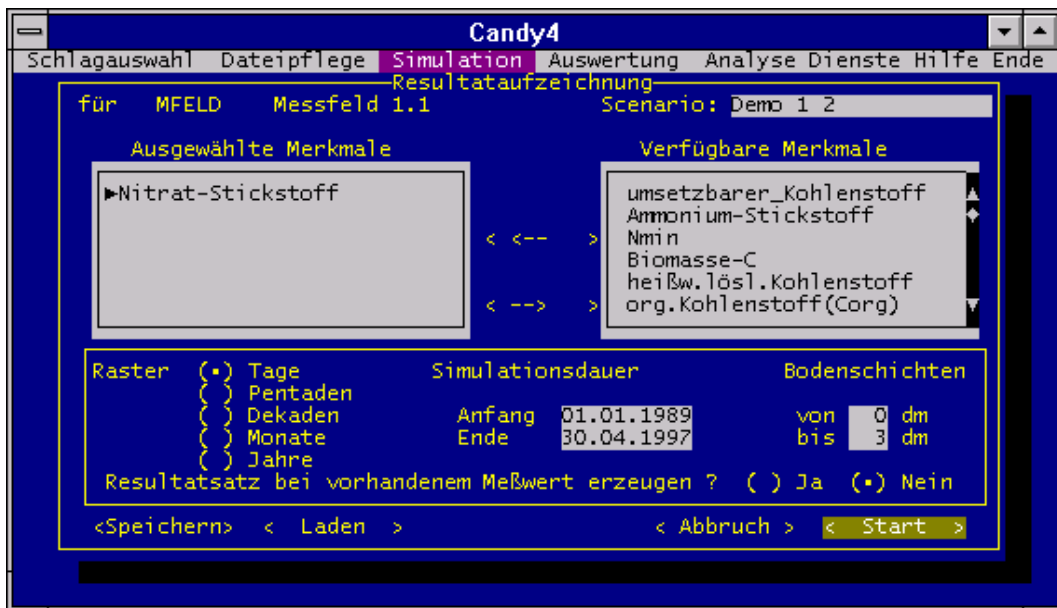 Candy4
Schlagauswahl Dateipflege Simulation Auswertung Analyse Dienste Hilfe Ende
Resultataufzeichnung
für MFELD Messfeld 1.1 Scenario: Demo 1 2
Ausgewählte Merkmale Verfügbare Merkmale
►Nitrat-Stickstoff umsetzbarer_Kohlenstoff
Ammonium-Stickstoff
< <-- > Nmin
Biomasse-C
heißw.lösl.Kohlenstoff
< --> > org.Kohlenstoff(Corg)
Raster (▪) Tage Simulationsdauer Bodenschichten
( ) Pentaden
( ) Dekaden Anfang 01.01.1989 von 0 dm
( ) Monate Ende 30.04.1997 bis 3 dm
( ) Jahre
Resultatsatz bei vorhandenem Meßwert erzeugen ? ( ) Ja (▪) Nein
<Speichern> < Laden > < Abbruch > < Start >